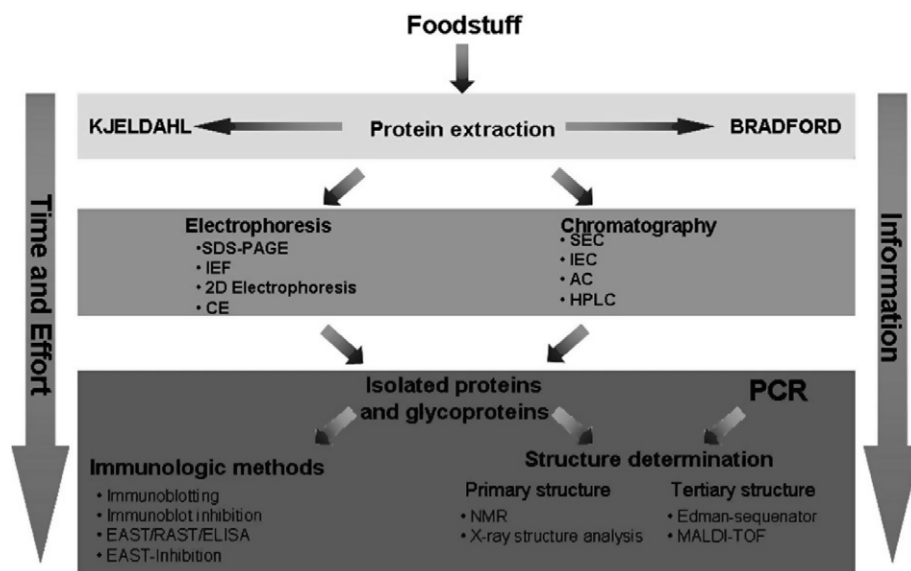 Foodstuff
KJELDAHL
Protein extraction
BRADFORD
Time and Effort
Information
Electrophoresis
•SDS-PAGE
• IEF
• 2D Electrophoresis
• CE
Chromatography
• SEC
• IEC
• AC
• HPLC
Isolated proteins
and glycoproteins
PCR
Immunologic methods
• Immunoblotting
• Immunoblot inhibition
• EAST/RAST/ELISA
• EAST-Inhibition
Structure determination
Primary structure
• NMR
• X-ray structure analysis
Tertiary structure
• Edman-sequenator
• MALDI-TOF